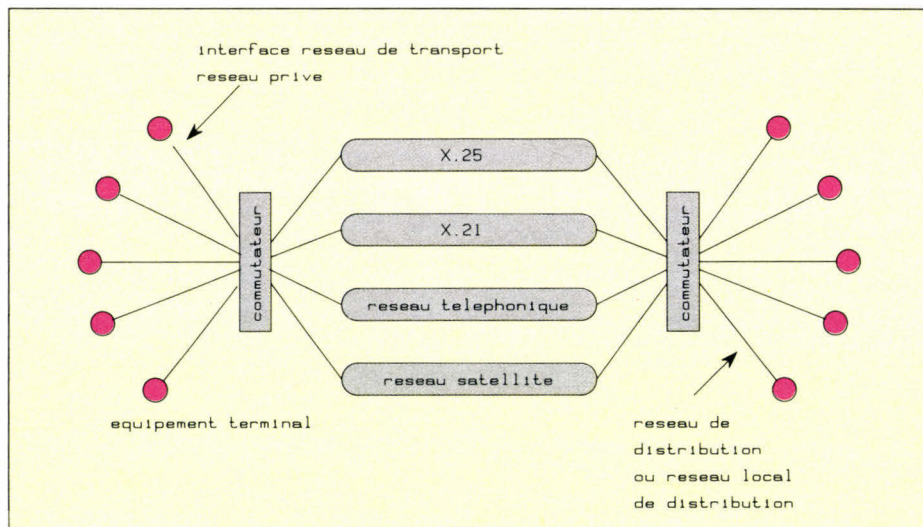 interface reseau de transport
reseau prive
X.25
X.21
commutateur
commutateur
reseau telephonique
reseau satellite
equipement terminal
reseau de
distribution
ou reseau local
de distribution